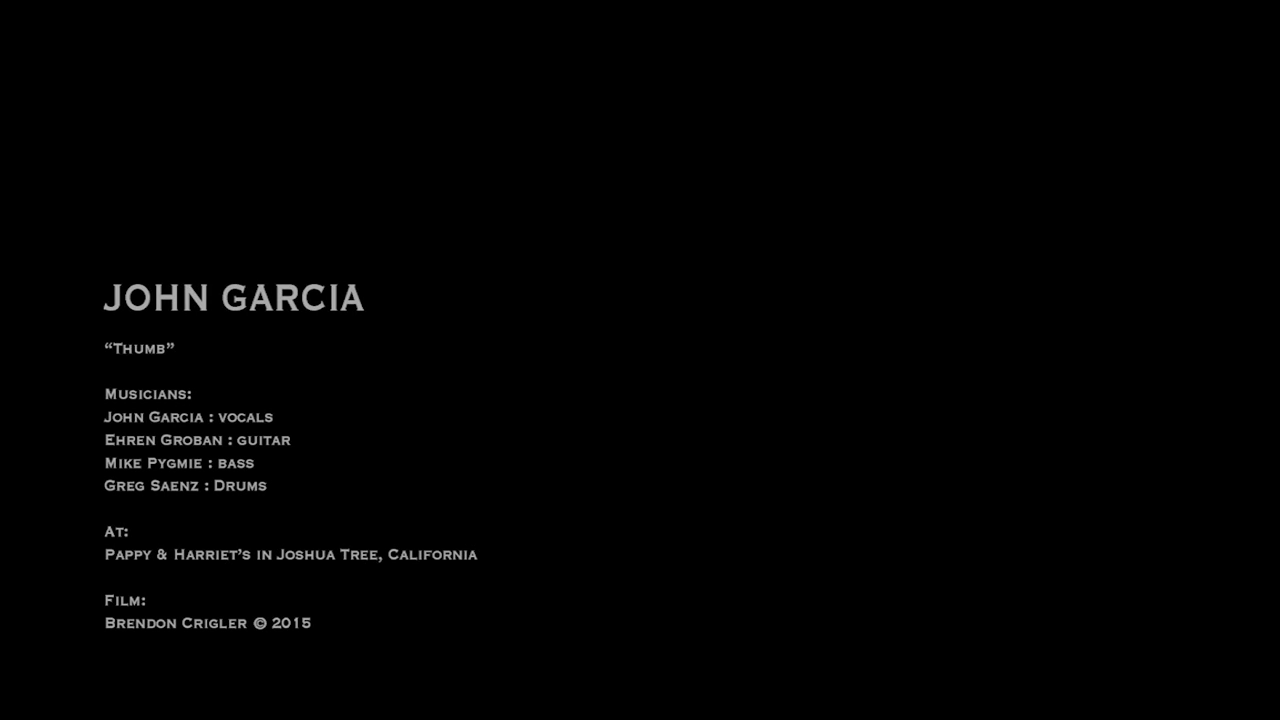 JOHN GARCIA
“Thumb”
Musicians:
John Garcia : vocals
Ehren Groban : guitar
Mike Pygmie : bass
Greg Saenz : Drums
At:
Pappy & Harriet’s in Joshua Tree, California
Film:
Brendon Crigler © 2015